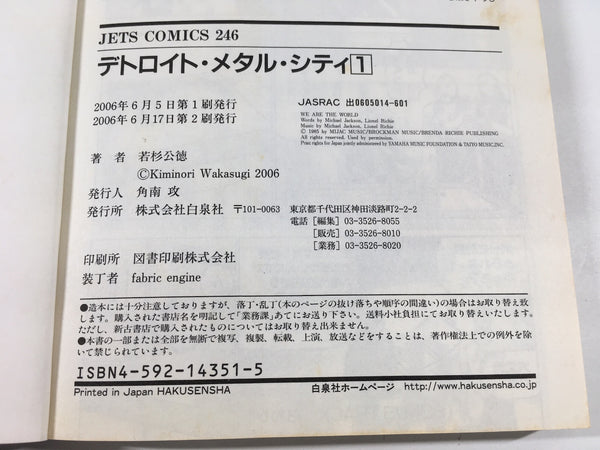 JETS COMICS 246
デトロイト・メタル・シティ1
2006年6月5日第1刷発行
2006年6月17日第2刷発行
JASRAC 出0605014-601
WE ARE THE WORLD
Words by Michael Jackson, Lionel Richie
Music by Michael Jackson, Lionel Richie
© 1985 by MIJAC MUSIC/BROCKMAN MUSIC/BRENDA RICHIE PUBLISHING
All rights reserved. Used by permission.
Print rights for Japan jointly administered by YAMAHA MUSIC FOUNDATION & TAIYO MUSIC,INC.
著者 若杉公徳
©Kiminori Wakasugi 2006
発行人 角南 攻
発行所 株式会社白泉社 〒101-0063 東京都千代田区神田淡路町2-2-2
電話 [編集] 03-3526-8055
[販売] 03-3526-8010
[業務] 03-3526-8020
印刷所 図書印刷株式会社
装丁者 fabric engine
●造本には十分注意しておりますが、落丁・乱丁(本のページの抜け落ちや順序の間違い)の場合はお取り替え致
します。購入された書店名を明記して「業務課」あてにお送り下さい。送料小社負担にてお取り替え致します。
ただし、新古書店で購入されたものについてはお取り替え出来ません。
●本書の一部または全部を無断で複写、複製、転載、上演、放送などをすることは、著作権法上での例外を除
いて禁じられています。
ISBN4-592-14351-5
Printed in Japan HAKUSENSHA 白泉社ホームページ http://www.hakusensha.co.jp